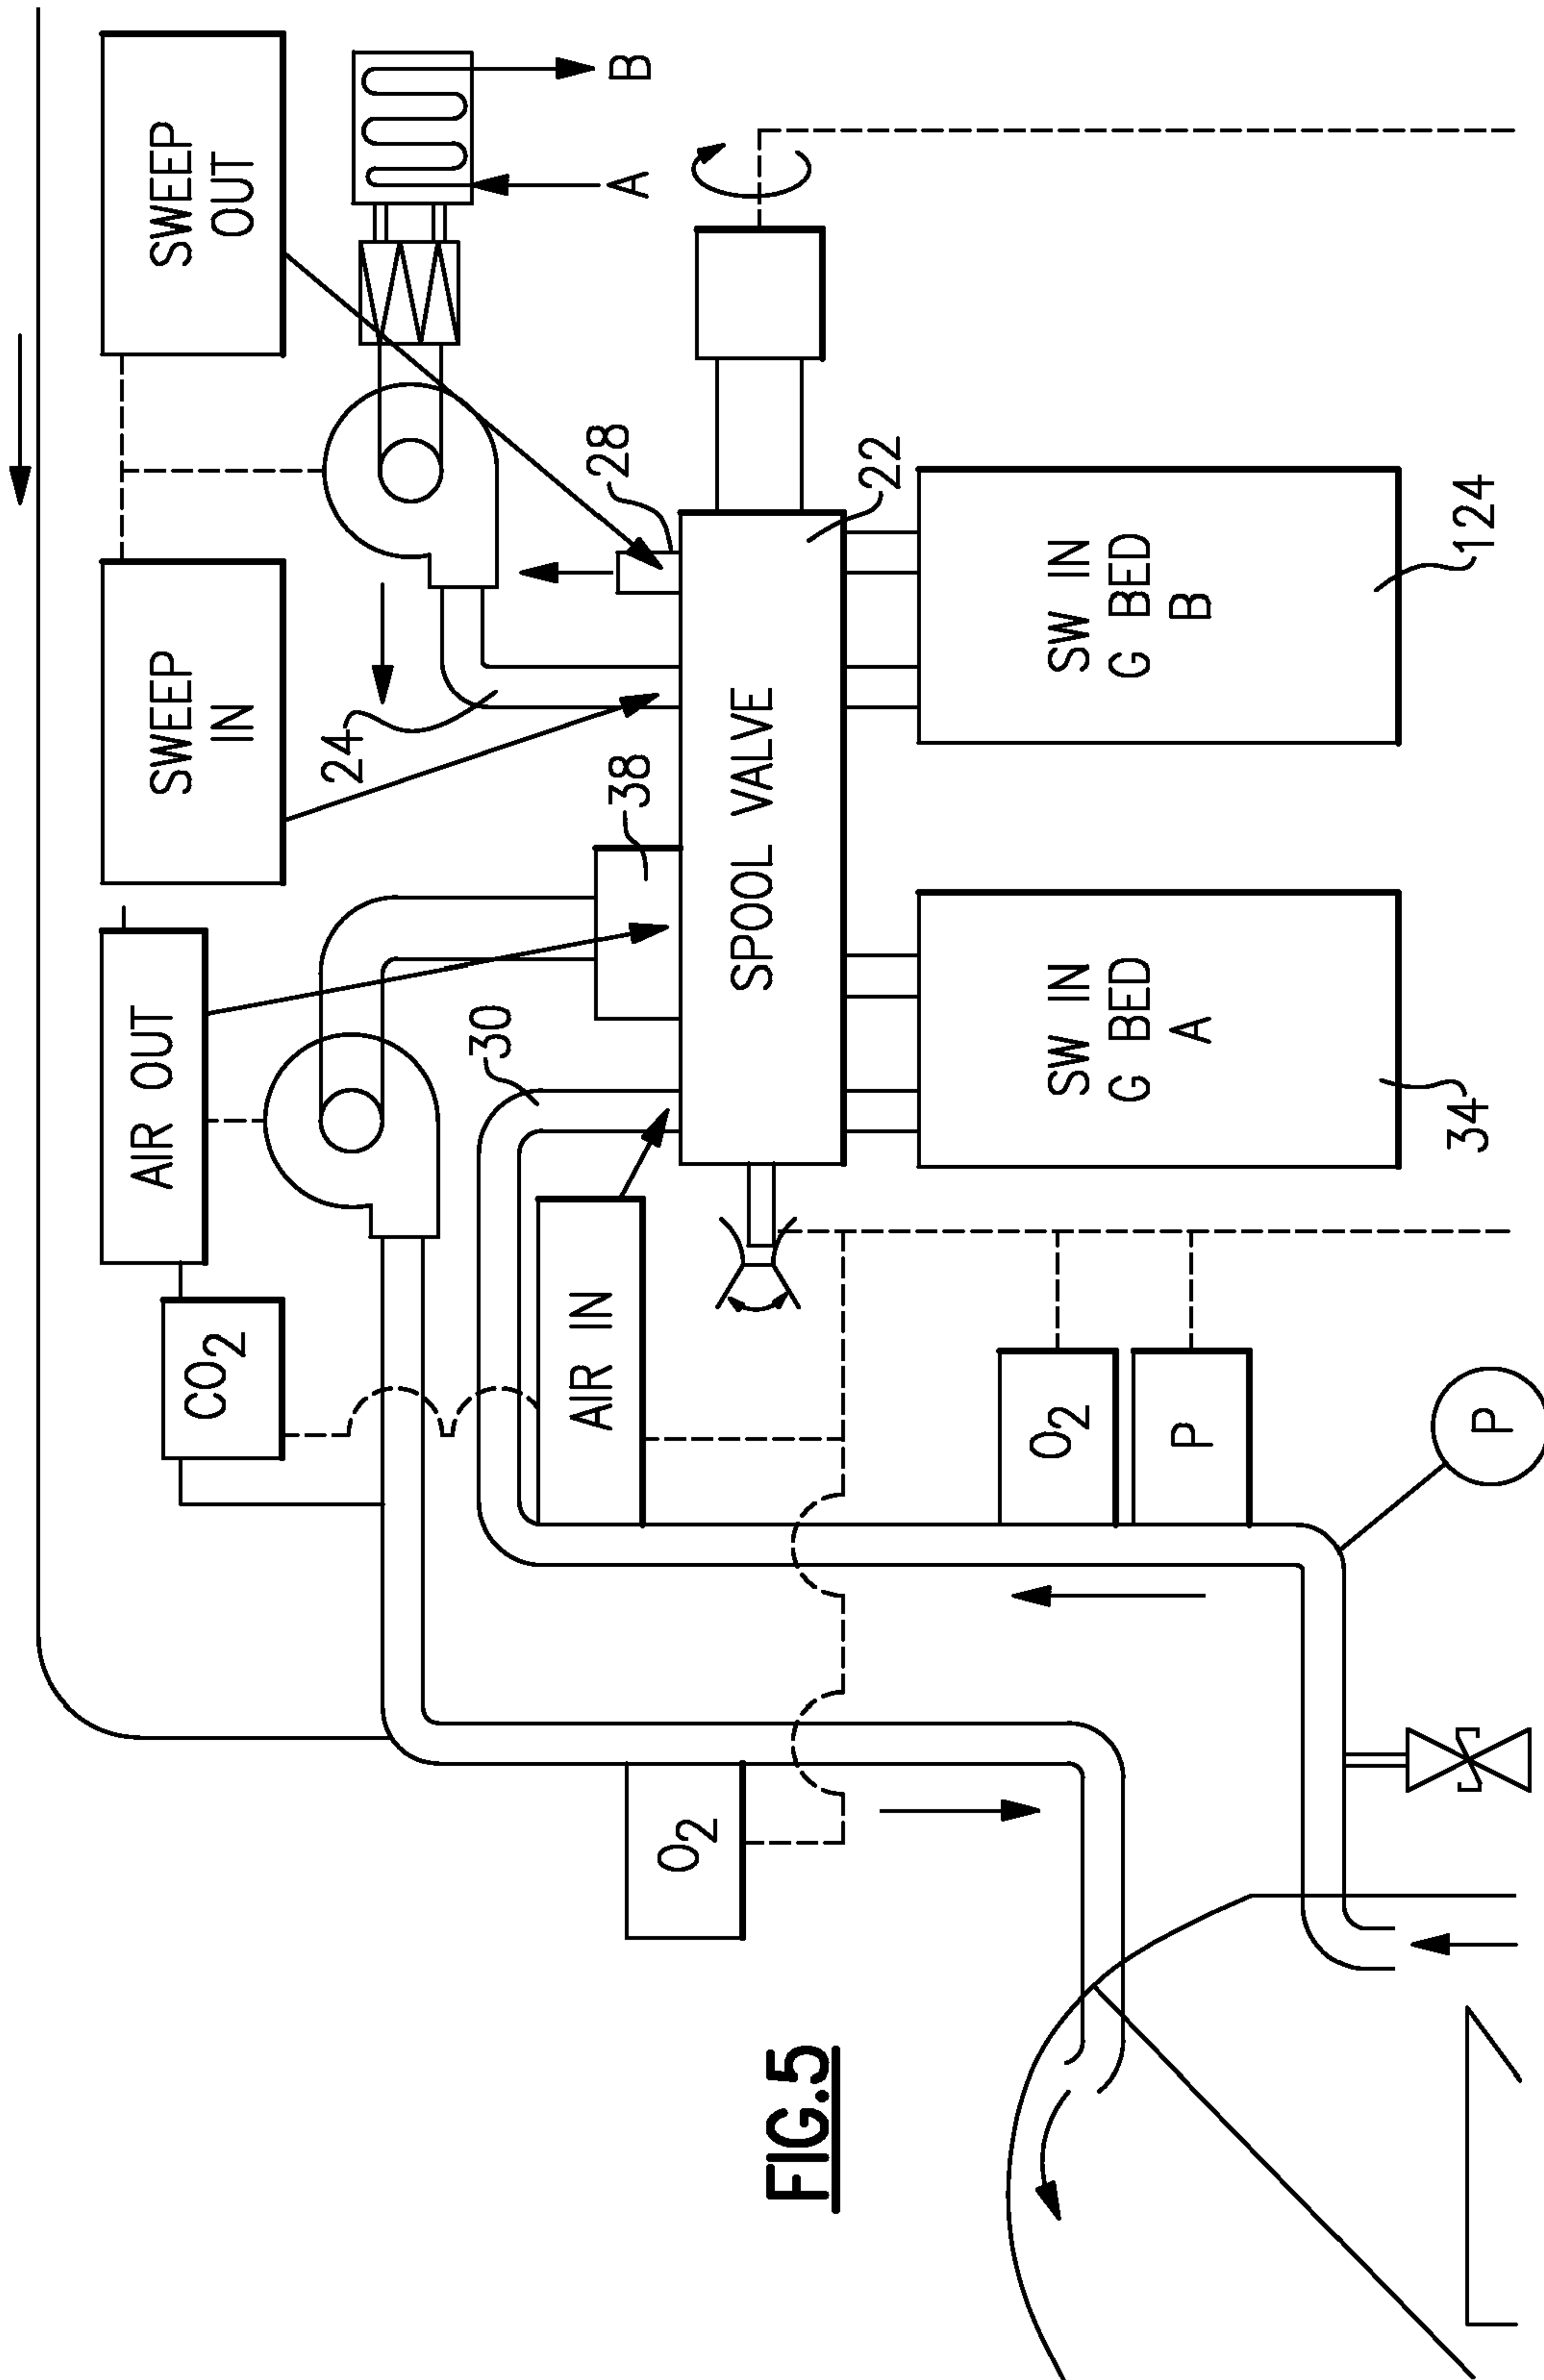 SWEEP
OUT
SWEEP
IN
AIR OUT
CO2
B
A
24
28
38
30
AIR IN
O2
SPOOL VALVE
22
SW IN
G BED
A
SW IN
G BED
B
34
124
O2
P
P
FIG.5